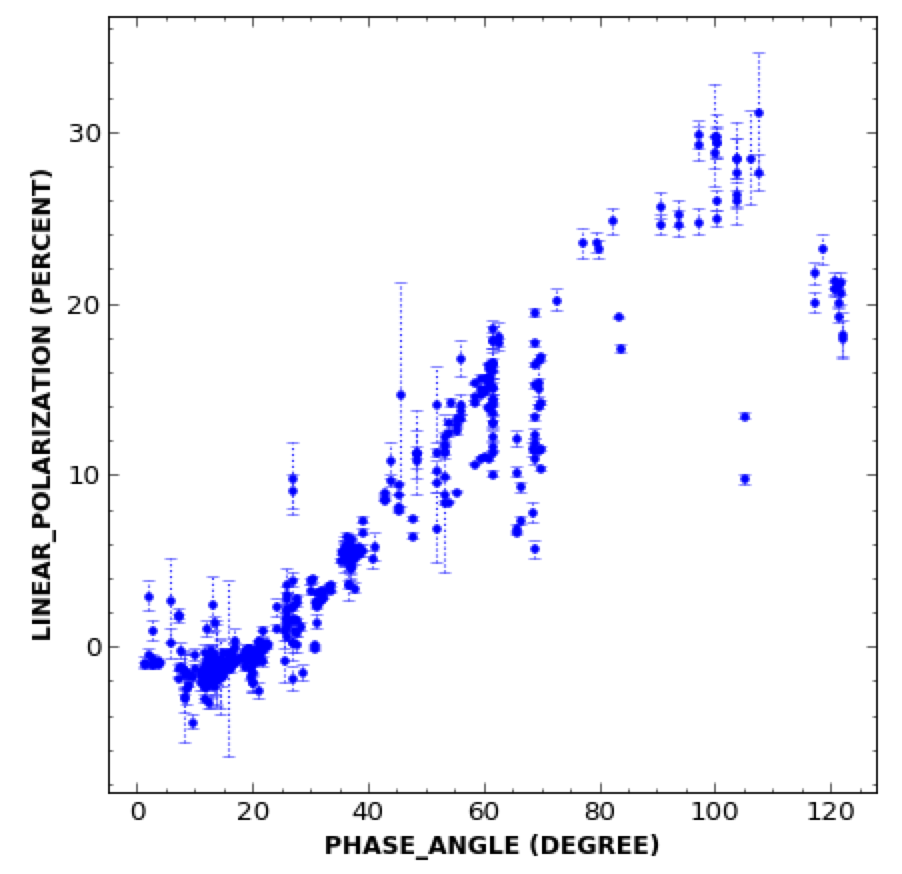 30
20
10
0
0 20 40 60 80 100 120
PHASE_ANGLE (DEGREE)
LINEAR_POLARIZATION (PERCENT)